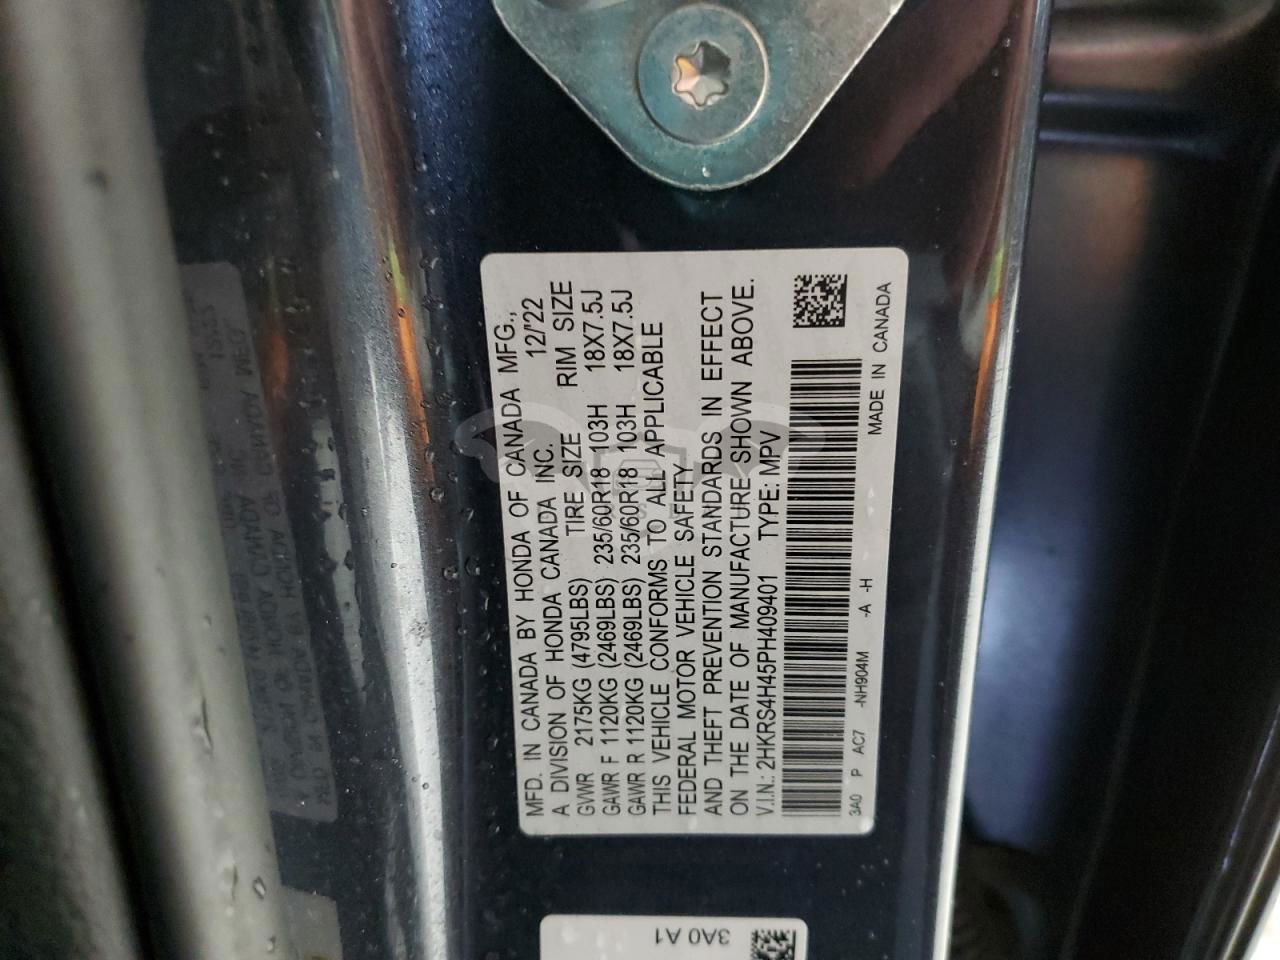 MFD. IN CANADA BY HONDA OF CANADA MFG.,
A DIVISION OF HONDA CANADA INC. 12/'22
GVWR 2175KG (4795LBS) TIRE SIZE RIM SIZE
GAWR F 1120KG (2469LBS) 235/60R18 103H 18X7.5J
GAWR R 1120KG (2469LBS) 235/60R18 103H 18X7.5J
THIS VEHICLE CONFORMS TO ALL APPLICABLE
FEDERAL MOTOR VEHICLE SAFETY
AND THEFT PREVENTION STANDARDS IN EFFECT
ON THE DATE OF MANUFACTURE SHOWN ABOVE.
V.I.N.: 2HKRS4H45PH409401 TYPE: MPV
3A0 P AC7 -NH904M -A -H MADE IN CANADA
3A0 A1